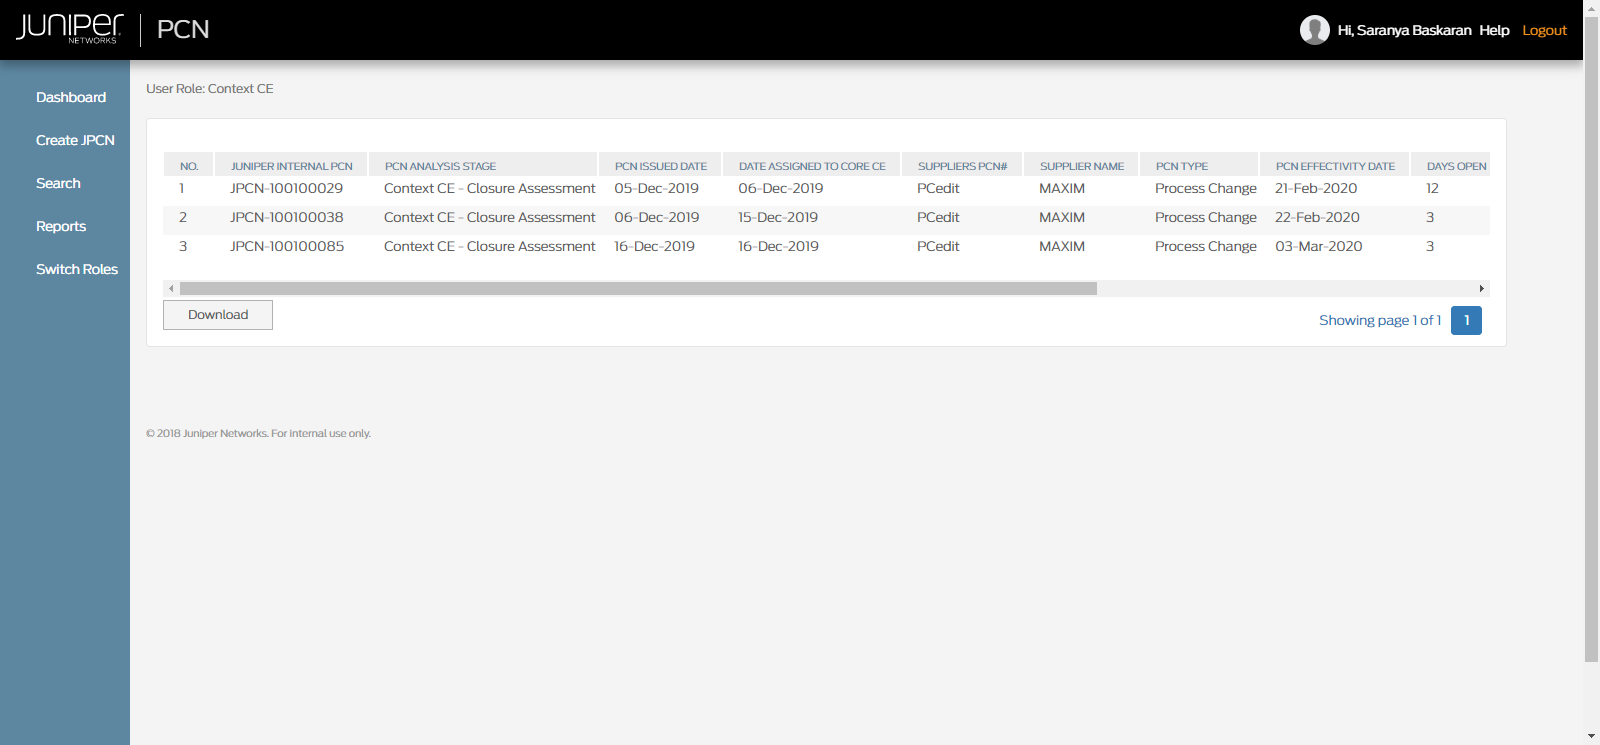 JUNIPER NETWORKS PCN Hi, Saranya Baskaran Help Logout
Dashboard
Create JPCN
Search
Reports
Switch Roles
User Role: Context CE
NO. JUNIPER INTERNAL PCN PCN ANALYSIS STAGE PCN ISSUED DATE DATE ASSIGNED TO CORE CE SUPPLIERS PCN# SUPPLIER NAME PCN TYPE PCN EFFECTIVITY DATE DAYS OPEN
1 JPCN-100100029 Context CE - Closure Assessment 05-Dec-2019 06-Dec-2019 PCedit MAXIM Process Change 21-Feb-2020 12
2 JPCN-100100038 Context CE - Closure Assessment 06-Dec-2019 15-Dec-2019 PCedit MAXIM Process Change 22-Feb-2020 3
3 JPCN-100100085 Context CE - Closure Assessment 16-Dec-2019 16-Dec-2019 PCedit MAXIM Process Change 03-Mar-2020 3
Download
Showing page 1 of 1 1
© 2018 Juniper Networks. For internal use only.